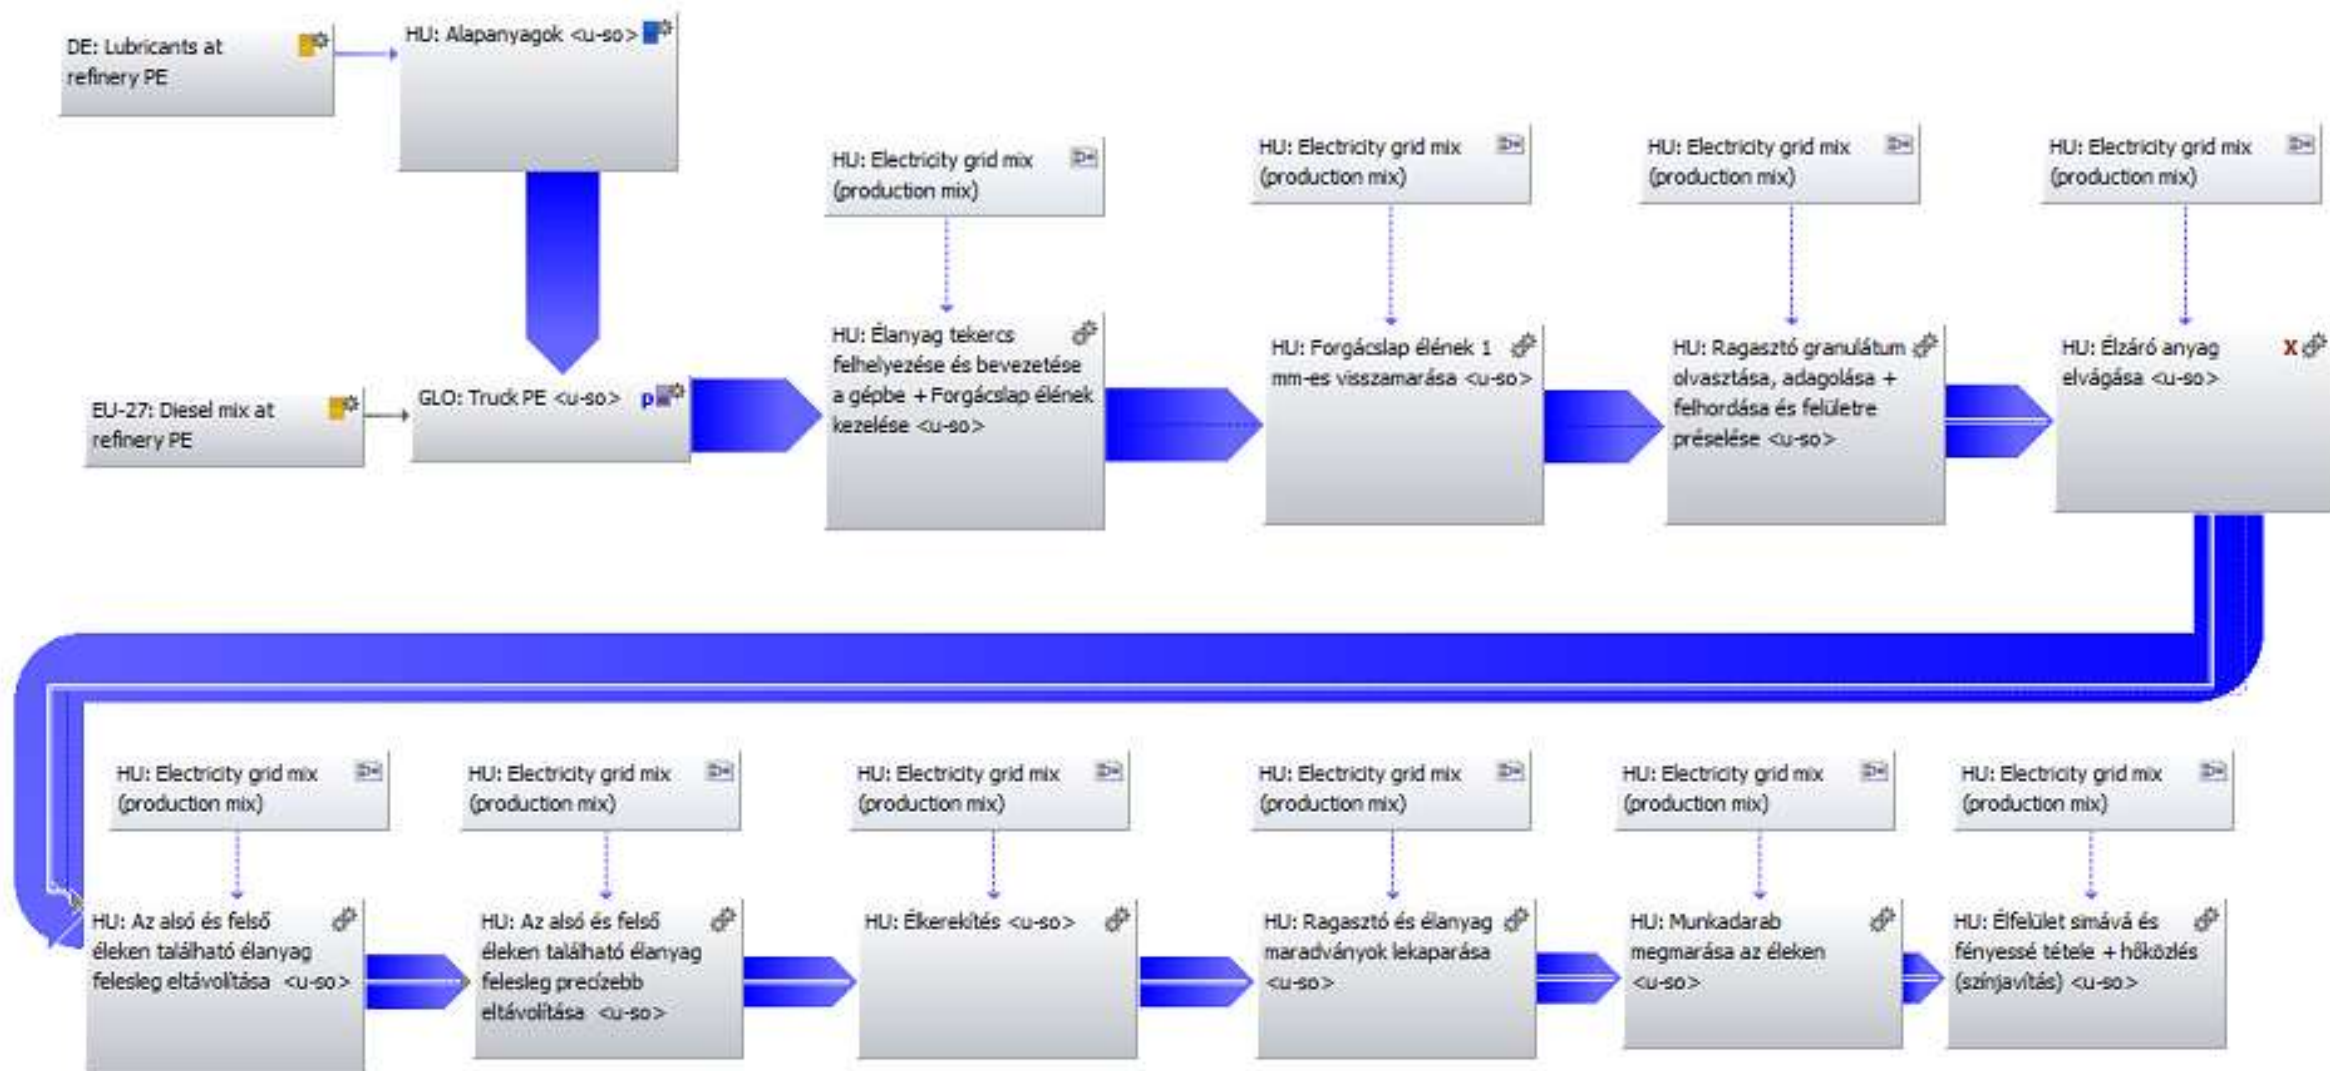 DE: Lubricants at
refinery PE
HU: Alapanyagok <u-so>
EU-27: Diesel mix at
refinery PE
GLO: Truck PE <u-so>
p
HU: Electricity grid mix
(production mix)
HU: Electricity grid mix
(production mix)
HU: Electricity grid mix
(production mix)
HU: Electricity grid mix
(production mix)
HU: Élanyag tekercs
felhelyezése és bevezetése
a gépbe + Forgácslap élének
kezelése <u-so>
HU: Forgácslap élének 1
mm-es visszamarása <u-so>
HU: Ragasztó granulátum
olvasztása, adagolása +
felhordása és felületre
préselése <u-so>
HU: Élzáró anyag
elvágása <u-so>
X
HU: Electricity grid mix
(production mix)
HU: Electricity grid mix
(production mix)
HU: Electricity grid mix
(production mix)
HU: Electricity grid mix
(production mix)
HU: Electricity grid mix
(production mix)
HU: Electricity grid mix
(production mix)
HU: Az alsó és felső
éleken található élanyag
felesleg eltávolítása <u-so>
HU: Az alsó és felső
éleken található élanyag
felesleg precízebb
eltávolítása <u-so>
HU: Élkerekítés <u-so>
HU: Ragasztó és élanyag
maradványok lekaparása
<u-so>
HU: Munkadarab
megmarása az éleken
<u-so>
HU: Élfelület simává és
fényessé tétele + hőközlés
(színjavítás) <u-so>